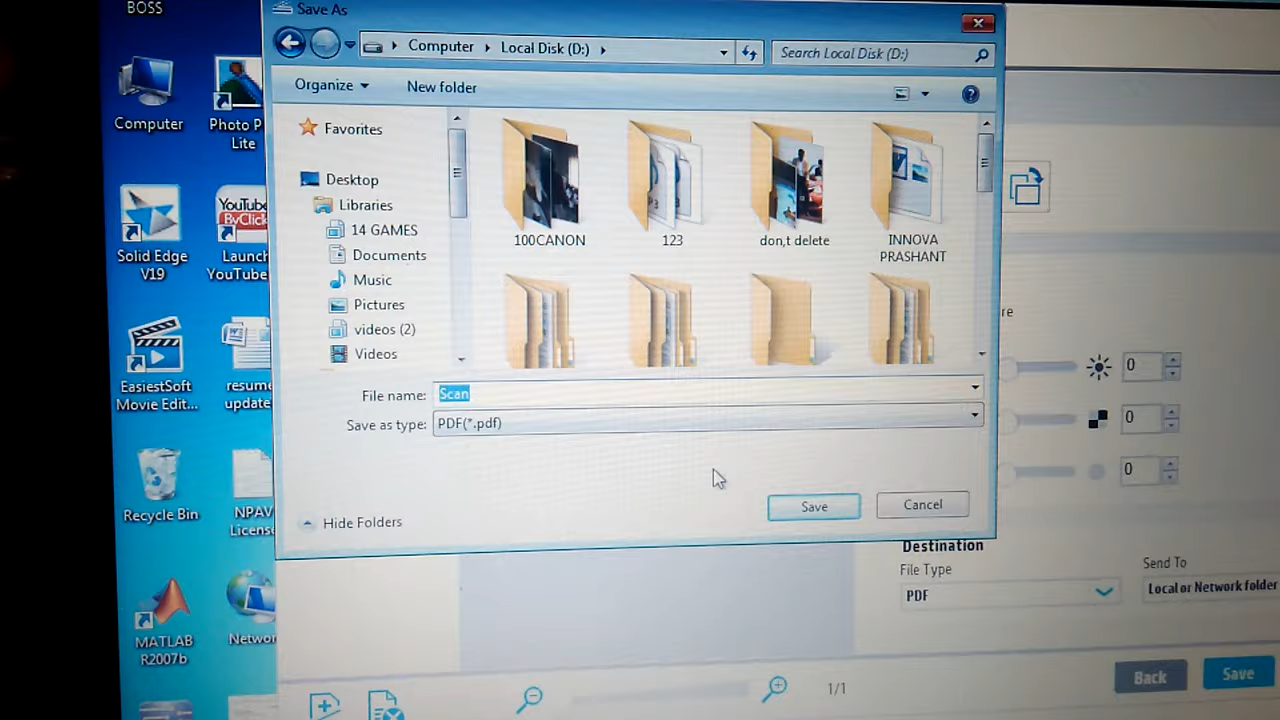 BOSS
Save As
Computer
Local Disk (D:)
Search Local Disk (D:)
Organize
New folder
Computer
Photo P
Lite
Favorites
Desktop
Libraries
14 GAMES
Documents
Music
Pictures
videos (2)
Videos
100CANON
123
don,t delete
INNOVA
PRASHANT
Solid Edge
V19
YouTube
ByClick
Launch
YouTube
re
0
0
0
EasiestSoft
Movie Edit...
resume
update
File name:
Scan
Save as type:
PDF(*.pdf)
Recycle Bin
NPAV
License
Hide Folders
Save
Cancel
Destination
File Type
PDF
Send To
Local or Network folder
MATLAB
R2007b
Networ
1/1
Back
Save